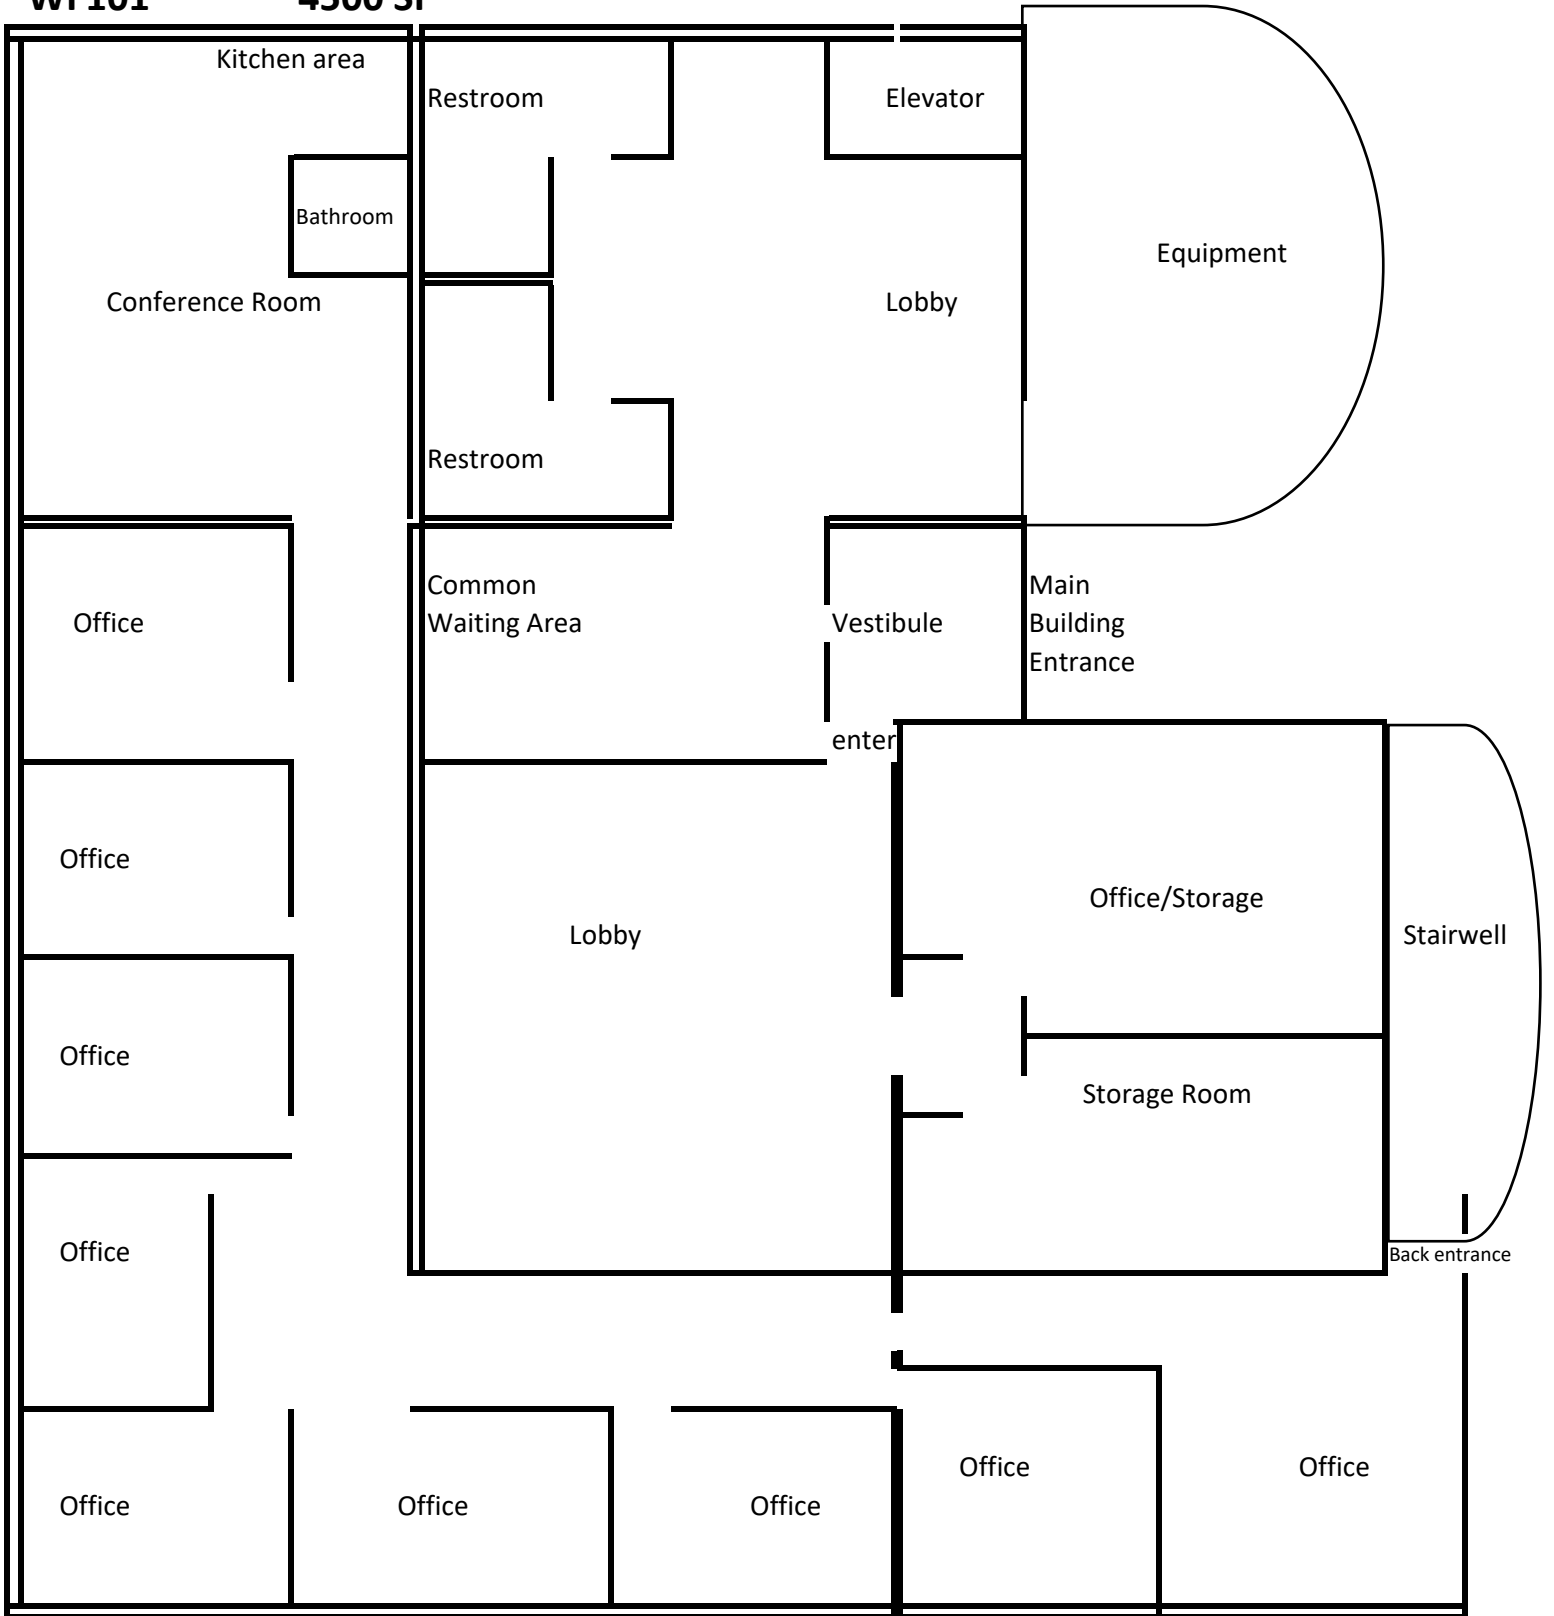 Kitchen area
Restroom
Elevator
Bathroom
Equipment
Conference Room
Lobby
Restroom
Common
Waiting Area
Office
Vestibule
Main
Building
Entrance
enter
Office
Office/Storage
Lobby
Stairwell
Office
Storage Room
Office
Back entrance
Office
Office
Office
Office
Office